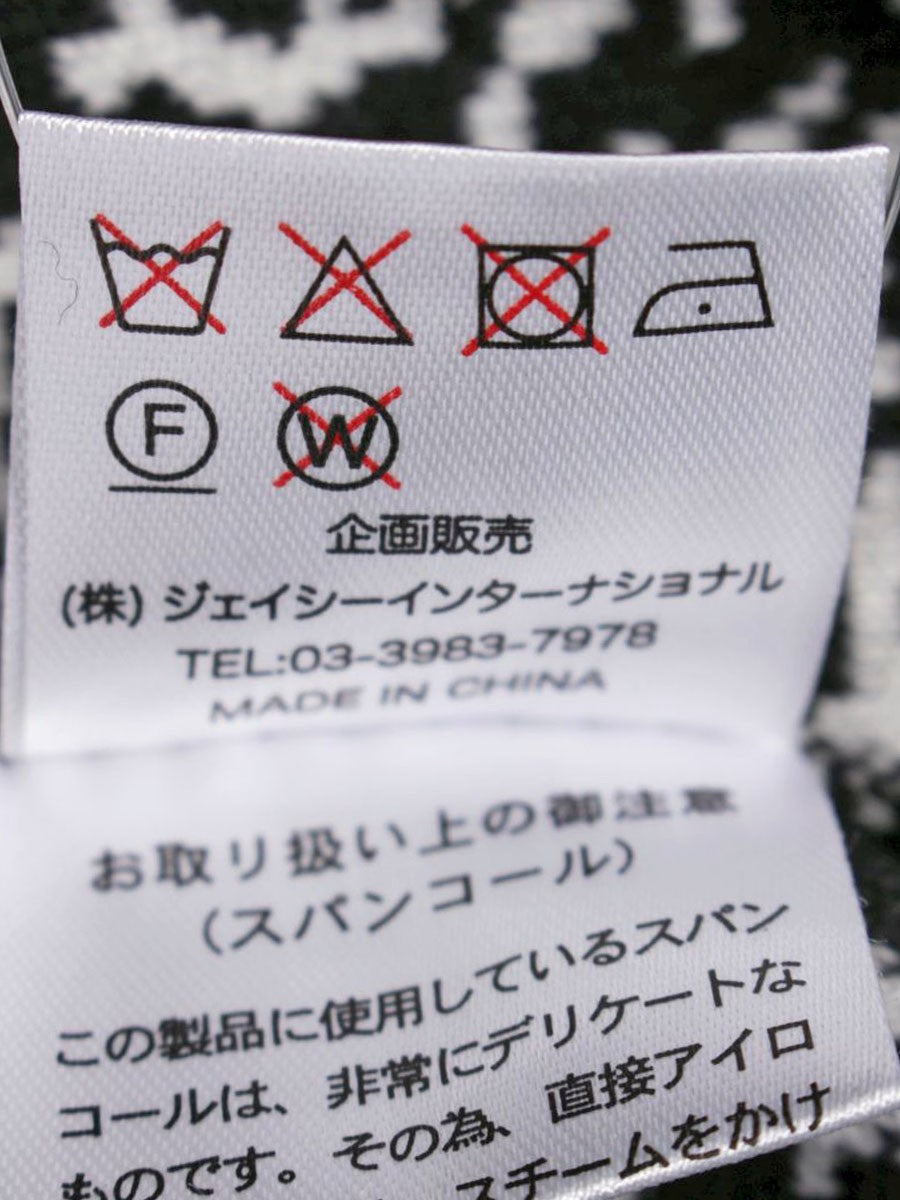 F W
企画販売
(株) ジェイシーインターナショナル
TEL:03-3983-7978
MADE IN CHINA
お取り扱い上の御注意
(スパンコール)
この製品に使用しているスパン
コールは、非常にデリケートな
ものです。その為、直接アイロ
スチームをかけ